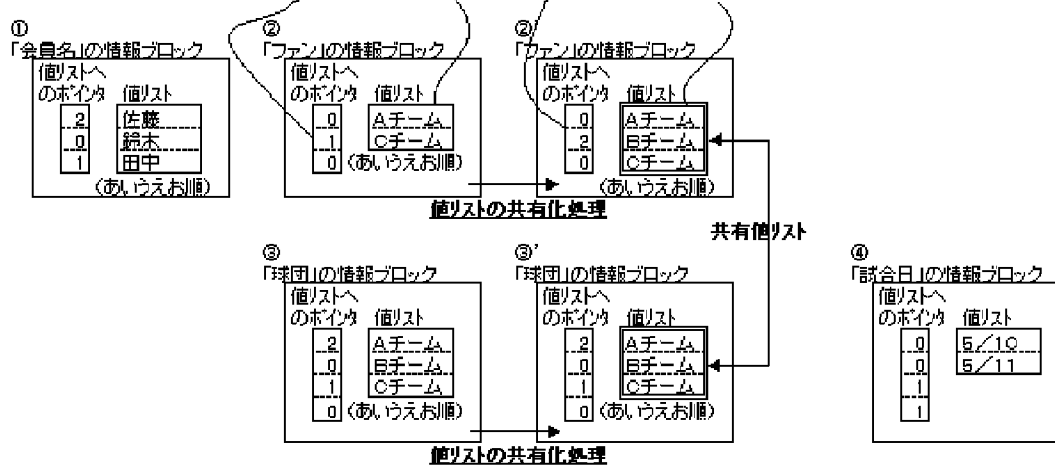 ①
「会員名」の情報ブロック
値リストへ
のポインタ 値リスト
2 佐藤
0 鈴木
1 田中
(あいうえお順)
②
「ファン」の情報ブロック
値リストへ
のポインタ 値リスト
0 Aチーム
1 Cチーム
0 (あいうえお順)
②'
「ファン」の情報ブロック
値リストへ
のポインタ 値リスト
0 Aチーム
2 Bチーム
0 Cチーム
(あいうえお順)
値リストの共有化処理
共有値リスト
③
「球団」の情報ブロック
値リストへ
のポインタ 値リスト
2 Aチーム
0 Bチーム
1 Cチーム
0 (あいうえお順)
③'
「球団」の情報ブロック
値リストへ
のポインタ 値リスト
2 Aチーム
0 Bチーム
1 Cチーム
0 (あいうえお順)
④
「試合日」の情報ブロック
値リストへ
のポインタ 値リスト
0 5/10
0 5/11
1
1
値リストの共有化処理